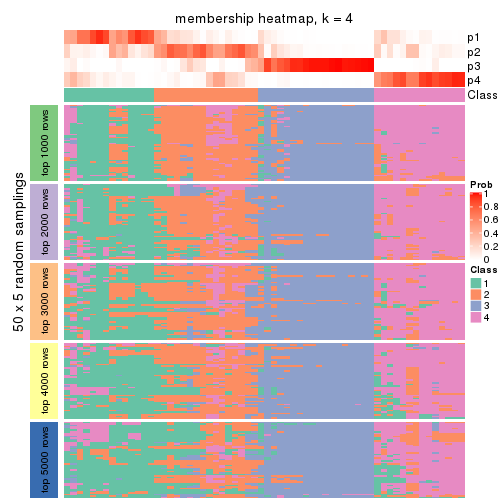 membership heatmap, k = 4
p1
p2
p3
p4
Class
50 x 5 random samplings
top 1000 rows
top 2000 rows
top 3000 rows
top 4000 rows
top 5000 rows
Prob
1
0.8
0.6
0.4
0.2
0
Class
1
2
3
4